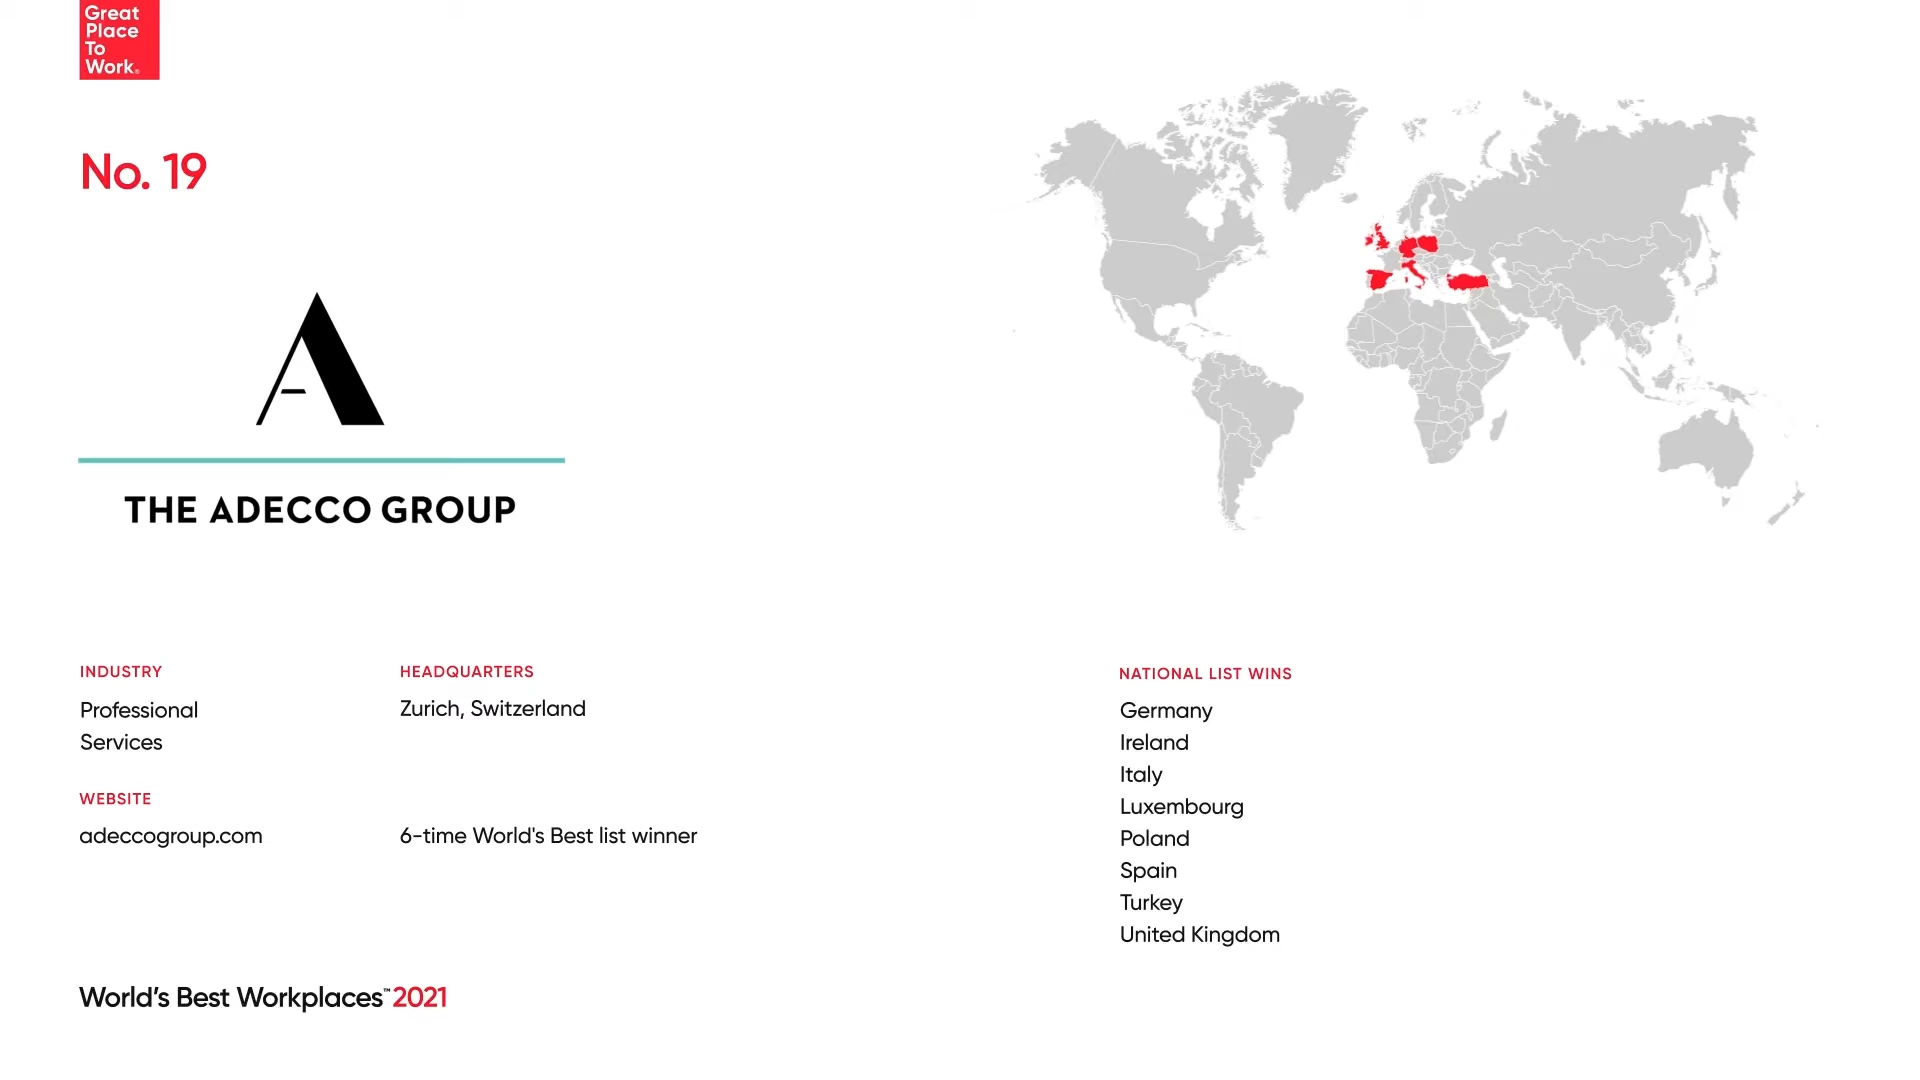 Great
Place
To
Work®
No. 19
THE ADECCO GROUP
INDUSTRY
Professional
Services
HEADQUARTERS
Zurich, Switzerland
WEBSITE
adeccogroup.com
6-time World's Best list winner
NATIONAL LIST WINS
Germany
Ireland
Italy
Luxembourg
Poland
Spain
Turkey
United Kingdom
World’s Best Workplaces™ 2021